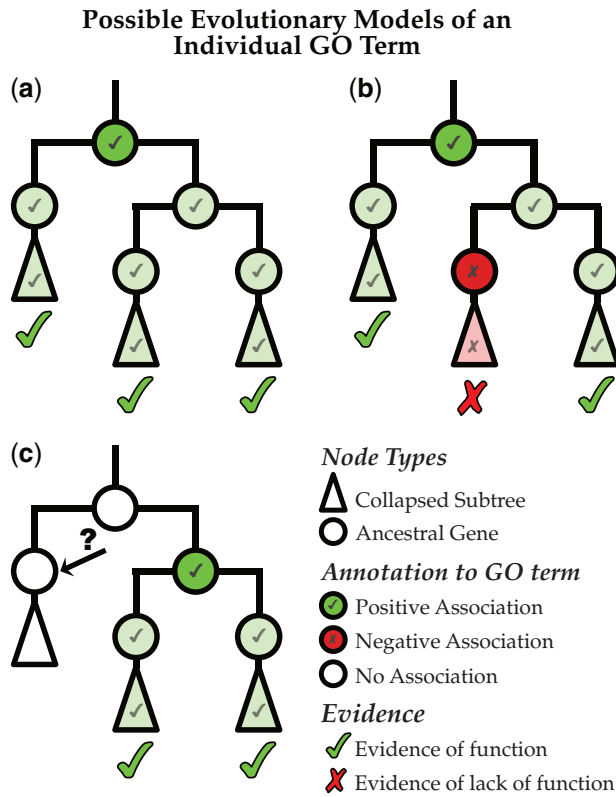 Possible Evolutionary Models of an
Individual GO Term
(a)
(b)
(c)
?
Node Types
Collapsed Subtree
Ancestral Gene
Annotation to GO term
Positive Association
Negative Association
No Association
Evidence
Evidence of function
Evidence of lack of function